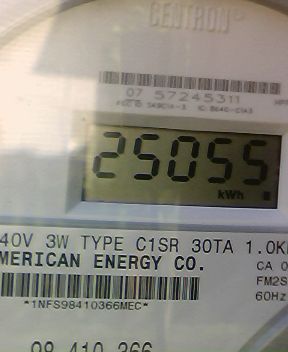 CENTRON
07 57245311
25055
kWh
40V 3W TYPE C1SR 30TA 1.0K
MERICAN ENERGY CO.
CA 0
FM2S
60Hz
*1NFS98410366MEC*
98 410 366